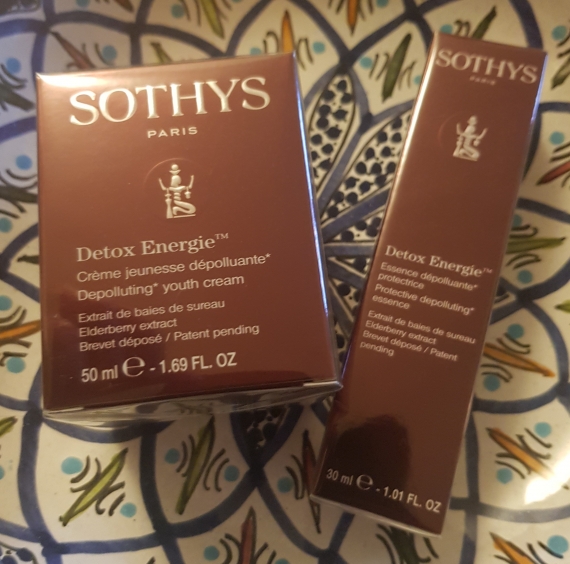 SOTHYS
PARIS
Detox Energie™
Crème jeunesse dépolluante*
Depolluting* youth cream
Extrait de baies de sureau
Elderberry extract
Brevet déposé / Patent pending
50 ml ℮ - 1.69 FL. OZ
SOTHYS
PARIS
Detox Energie™
Essence dépolluante*
protectrice
Protective depolluting*
essence
Extrait de baies de sureau
Elderberry extract
Brevet déposé / Patent
pending
30 ml ℮ - 1.01 FL. OZ